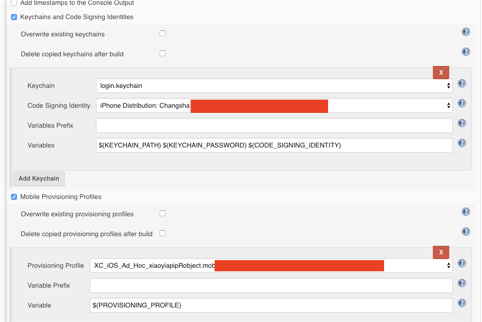 Add timestamps to the Console Output
Keychains and Code Signing Identities
Overwrite existing keychains
Delete copied keychains after build
X
Keychain login.keychain
Code Signing Identity iPhone Distribution: Changsha
Variables Prefix
Variables ${KEYCHAIN_PATH} ${KEYCHAIN_PASSWORD} ${CODE_SIGNING_IDENTITY}
Add Keychain
Mobile Provisioning Profiles
Overwrite existing provisioning profiles
Delete copied provisioning profiles after build
X
Provisioning Profile XC_iOS_Ad_Hoc_xiaoyiapipRobject.mob
Variable Prefix
Variable ${PROVISIONING_PROFILE}